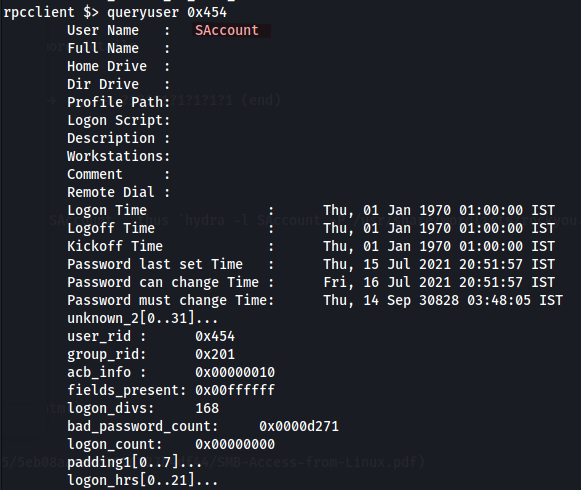 rpcclient $> queryuser 0x454
User Name   :   SAccount
Full Name   :
Home Drive  :
Dir Drive   :
Profile Path:
Logon Script:
Description :
Workstations:
Comment     :
Remote Dial :
Logon Time               :      Thu, 01 Jan 1970 01:00:00 IST
Logoff Time              :      Thu, 01 Jan 1970 01:00:00 IST
Kickoff Time             :      Thu, 01 Jan 1970 01:00:00 IST
Password last set Time   :      Thu, 15 Jul 2021 20:51:57 IST
Password can change Time :      Fri, 16 Jul 2021 20:51:57 IST
Password must change Time:      Thu, 14 Sep 30828 03:48:05 IST
unknown_2[0..31]...
user_rid :      0x454
group_rid:      0x201
acb_info :      0x00000010
fields_present: 0x00ffffff
logon_divs:     168
bad_password_count:     0x0000d271
logon_count:    0x00000000
padding1[0..7]...
logon_hrs[0..21]...